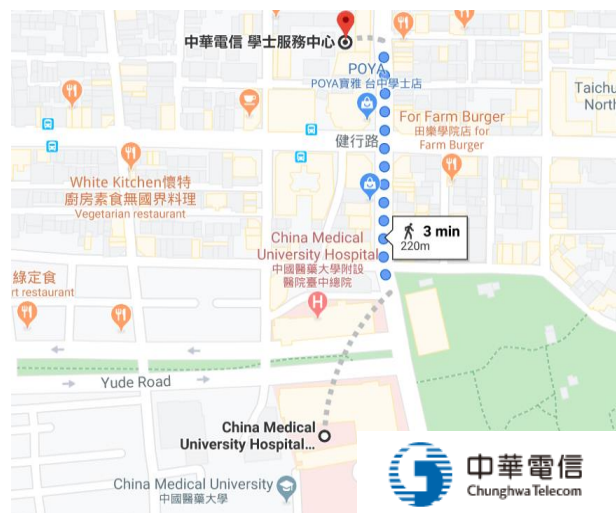 中華電信 學士服務中心
POYA
POYA寶雅 台中學士店
Taichu
North
For Farm Burger
田樂學院店 for
Farm Burger
健行路
White Kitchen懷特
廚房素食無國界料理
Vegetarian restaurant
3 min
220m
China Medical
University Hospital
中國醫藥大學附設
醫院臺中總院
綠定食
rt restaurant
H
Yude Road
China Medical
University Hospital...
China Medical University
中國醫藥大學
中華電信
Chunghwa Telecom